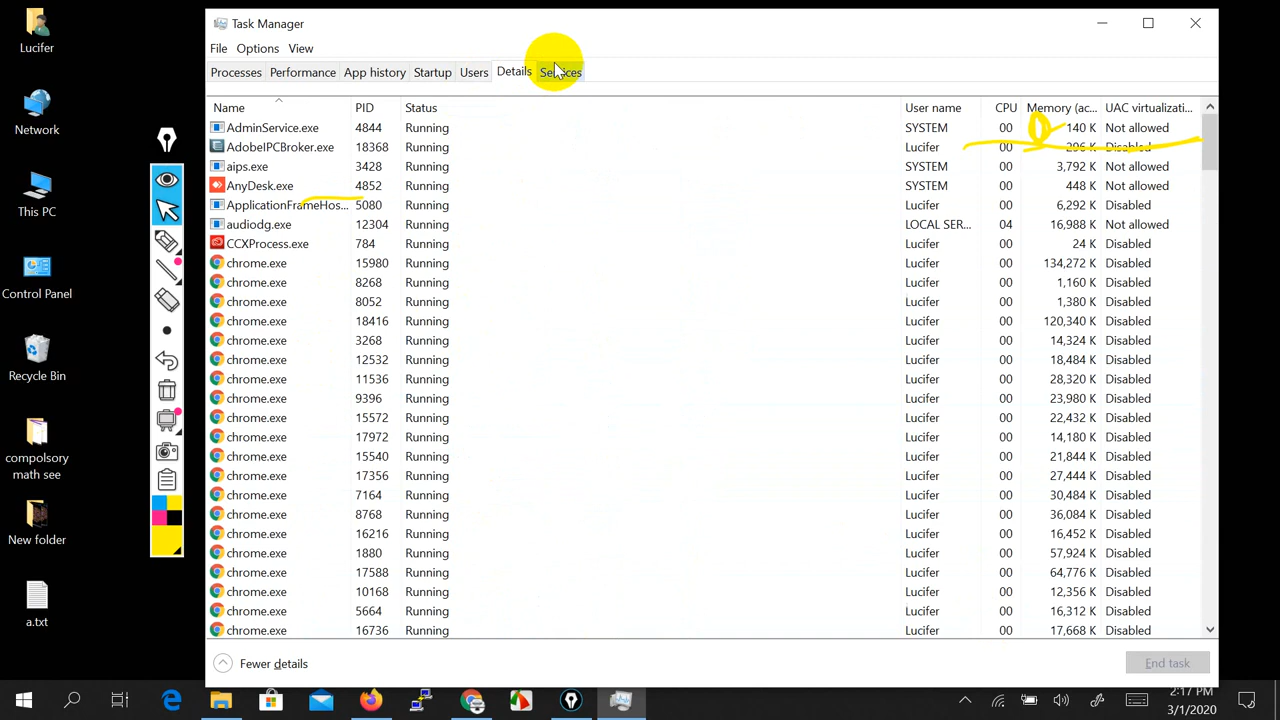 Lucifer
Network
This PC
Control Panel
Recycle Bin
compolsory
math see
New folder
a.txt
Task Manager
File Options View
Processes Performance App history Startup Users Details Services
Name PID Status User name CPU Memory (ac... UAC virtualizati...
AdminService.exe 4844 Running SYSTEM 00 140 K Not allowed
AdobeIPCBroker.exe 18368 Running Lucifer 00 296 K Disabled
aips.exe 3428 Running SYSTEM 00 3,792 K Not allowed
AnyDesk.exe 4852 Running SYSTEM 00 448 K Not allowed
ApplicationFrameHos... 5080 Running Lucifer 00 6,292 K Disabled
audiodg.exe 12304 Running LOCAL SER... 04 16,988 K Not allowed
CCXProcess.exe 784 Running Lucifer 00 24 K Disabled
chrome.exe 15980 Running Lucifer 00 134,272 K Disabled
chrome.exe 8268 Running Lucifer 00 1,160 K Disabled
chrome.exe 8052 Running Lucifer 00 1,380 K Disabled
chrome.exe 18416 Running Lucifer 00 120,340 K Disabled
chrome.exe 3268 Running Lucifer 00 14,324 K Disabled
chrome.exe 12532 Running Lucifer 00 18,484 K Disabled
chrome.exe 11536 Running Lucifer 00 28,320 K Disabled
chrome.exe 9396 Running Lucifer 00 23,980 K Disabled
chrome.exe 15572 Running Lucifer 00 22,432 K Disabled
chrome.exe 17972 Running Lucifer 00 14,180 K Disabled
chrome.exe 15540 Running Lucifer 00 21,844 K Disabled
chrome.exe 17356 Running Lucifer 00 27,444 K Disabled
chrome.exe 7164 Running Lucifer 00 30,484 K Disabled
chrome.exe 8768 Running Lucifer 00 36,084 K Disabled
chrome.exe 16216 Running Lucifer 00 16,452 K Disabled
chrome.exe 1880 Running Lucifer 00 57,924 K Disabled
chrome.exe 17588 Running Lucifer 00 64,776 K Disabled
chrome.exe 10168 Running Lucifer 00 12,356 K Disabled
chrome.exe 5664 Running Lucifer 00 16,312 K Disabled
chrome.exe 16736 Running Lucifer 00 17,668 K Disabled
Fewer details End task
2:17 PM
3/1/2020